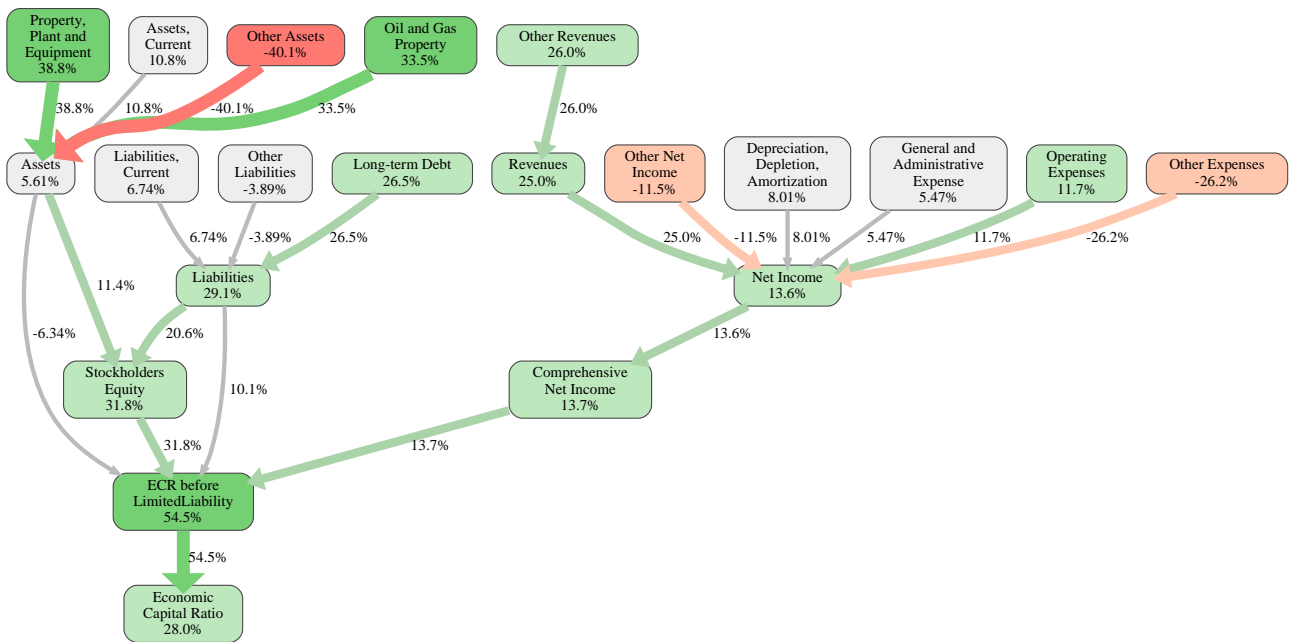 Property,
Plant and
Equipment
38.8%
Assets,
Current
10.8%
Other Assets
-40.1%
Oil and Gas
Property
33.5%
Other Revenues
26.0%
38.8%
10.8%
-40.1%
33.5%
26.0%
Assets
5.61%
Liabilities,
Current
6.74%
Other
Liabilities
-3.89%
Long-term Debt
26.5%
Revenues
25.0%
Other Net
Income
-11.5%
Depreciation,
Depletion,
Amortization
8.01%
General and
Administrative
Expense
5.47%
Operating
Expenses
11.7%
Other Expenses
-26.2%
6.74%
-3.89%
26.5%
25.0%
-11.5%
8.01%
5.47%
11.7%
-26.2%
11.4%
Liabilities
29.1%
Net Income
13.6%
-6.34%
20.6%
13.6%
Stockholders
Equity
31.8%
10.1%
Comprehensive
Net Income
13.7%
31.8%
13.7%
ECR before
LimitedLiability
54.5%
54.5%
Economic
Capital Ratio
28.0%